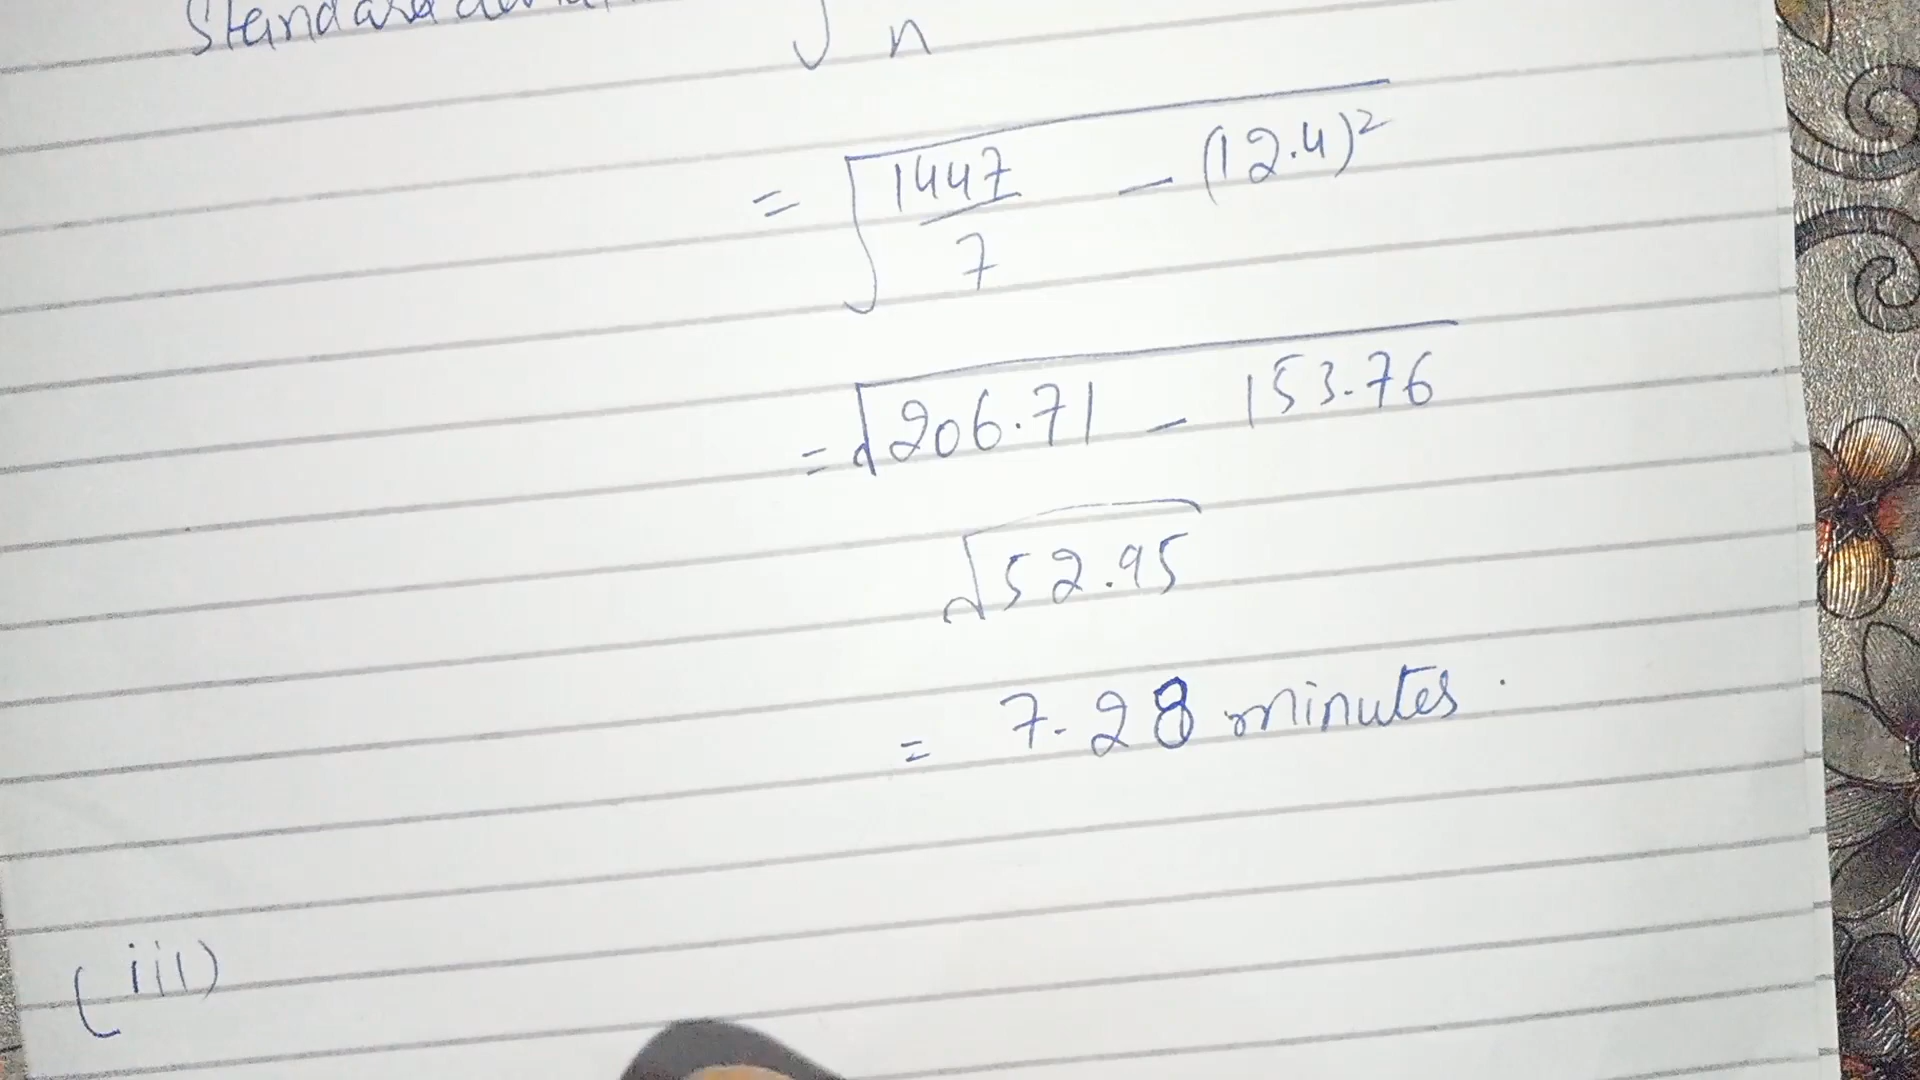 Standard
n
= √1447/7 - (12.4)²
= √206.71 - 153.76
√52.95
= 7.28 minutes.
(iii)